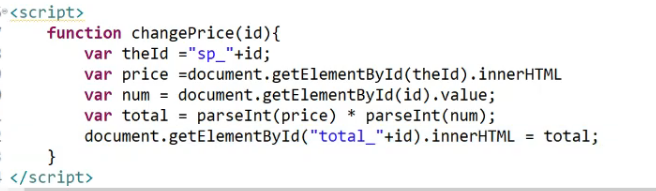 <script>
function changePrice(id){
var theId ="sp_"+id;
var price =document.getElementById(theId).innerHTML
var num = document.getElementById(id).value;
var total = parseInt(price) * parseInt(num);
document.getElementById("total_"+id).innerHTML = total;
}
</script>